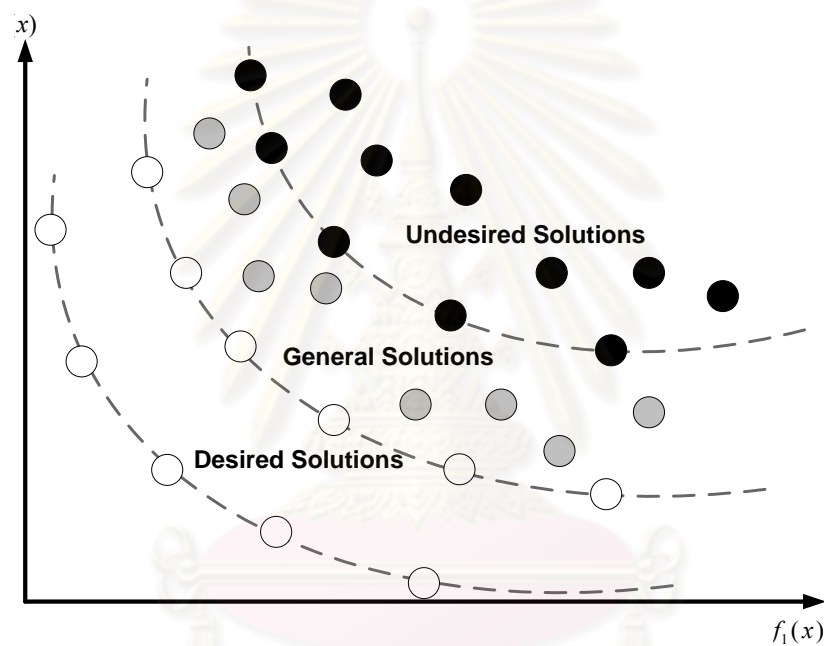 x)
Undesired Solutions
General Solutions
Desired Solutions
f₁(x)